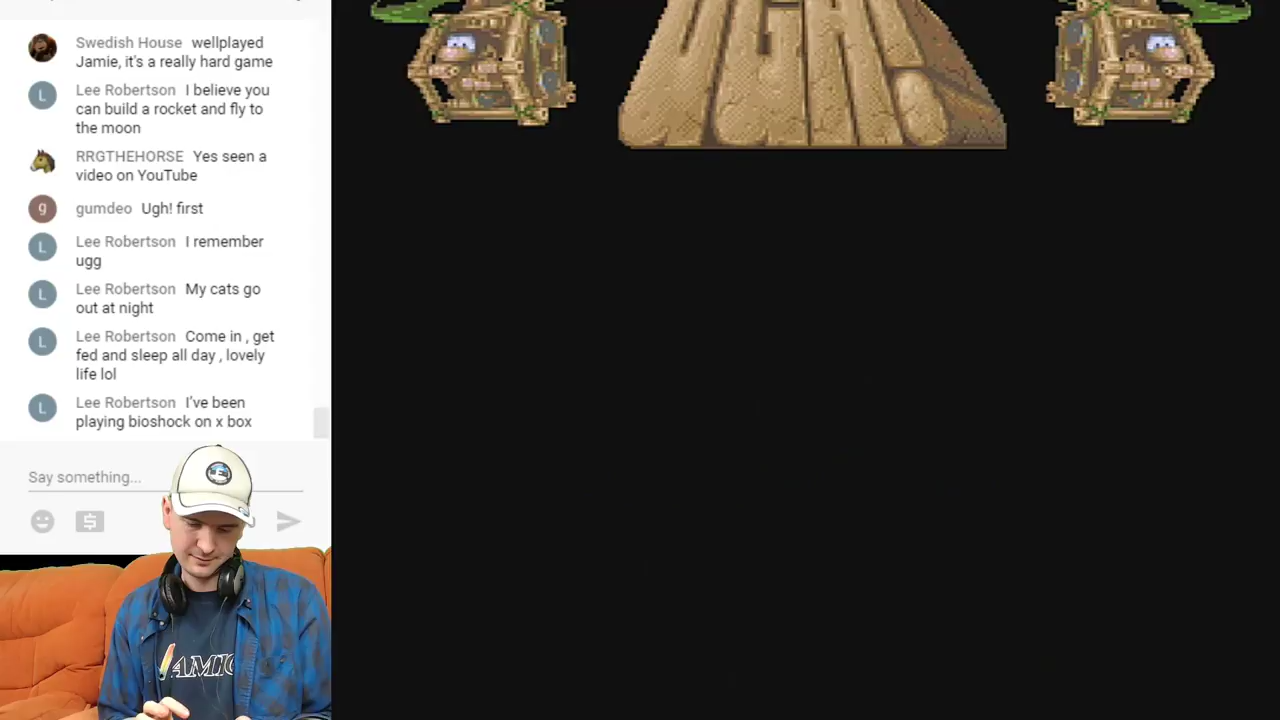 UGH!
Swedish House wellplayed
Jamie, it's a really hard game
L
Lee Robertson I believe you
can build a rocket and fly to
the moon
RRGTHEHORSE Yes seen a
video on YouTube
g
gumdeo Ugh! first
L
Lee Robertson I remember
ugg
L
Lee Robertson My cats go
out at night
L
Lee Robertson Come in , get
fed and sleep all day , lovely
life lol
L
Lee Robertson I've been
playing bioshock on x box
Say something...
$
AMIG